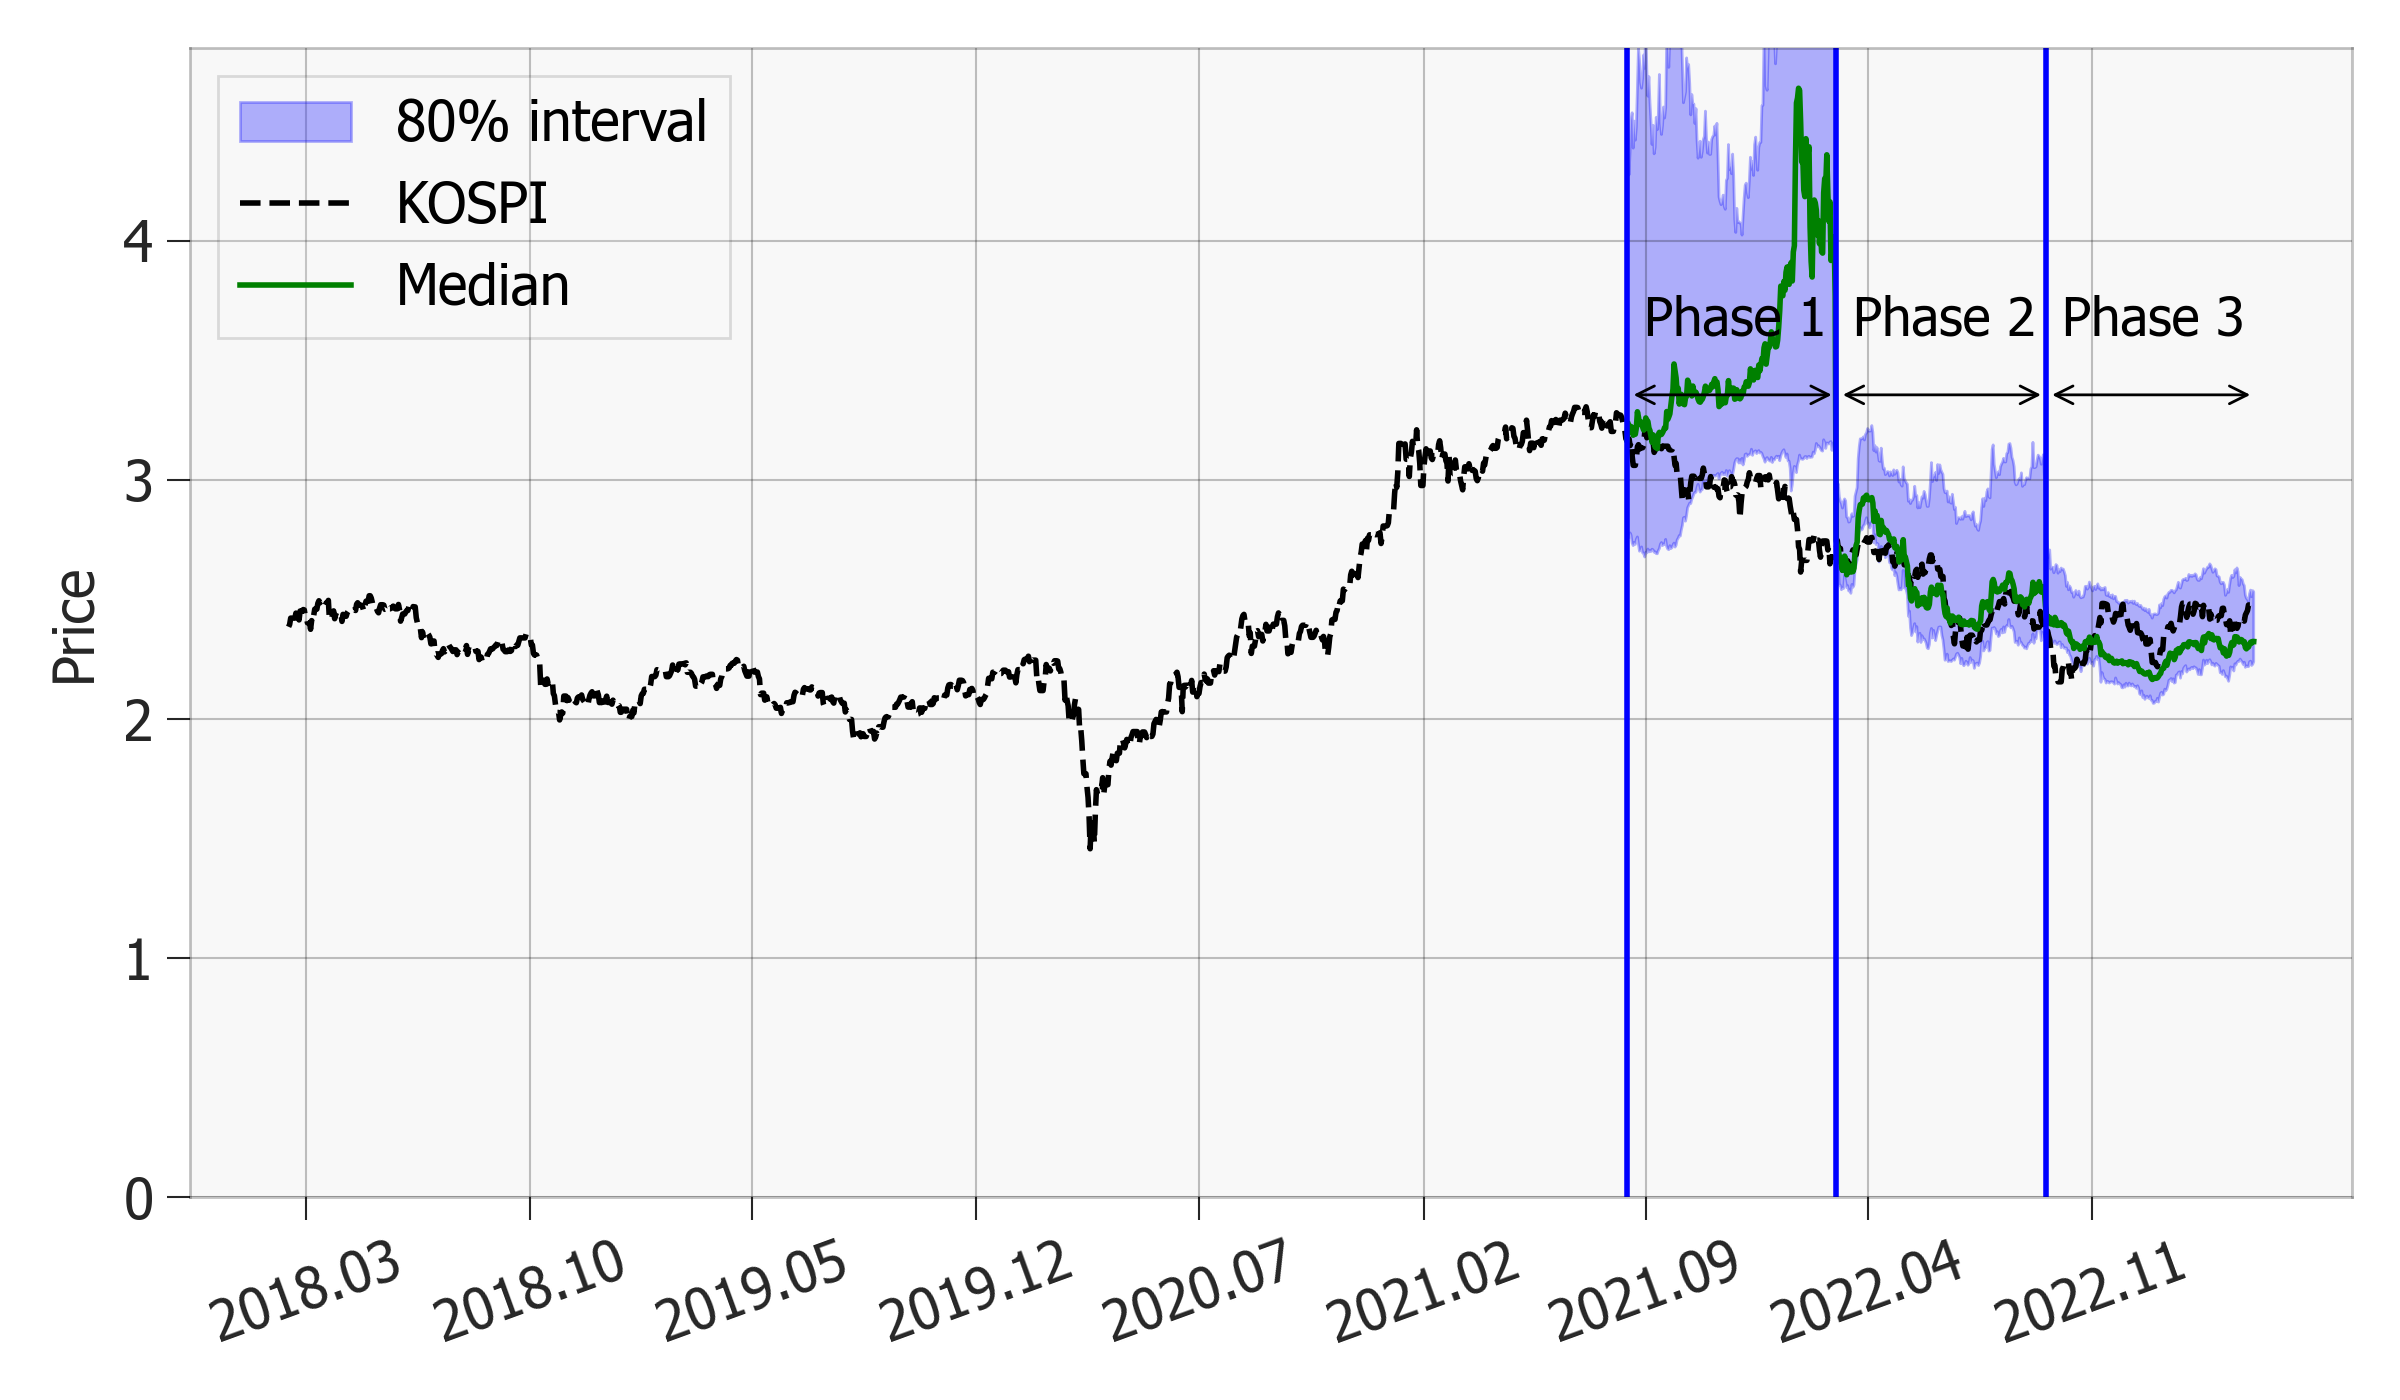 80% interval
KOSPI
Median
Phase 1
Phase 2
Phase 3
Price
4
3
2
1
0
2018.03
2018.10
2019.05
2019.12
2020.07
2021.02
2021.09
2022.04
2022.11